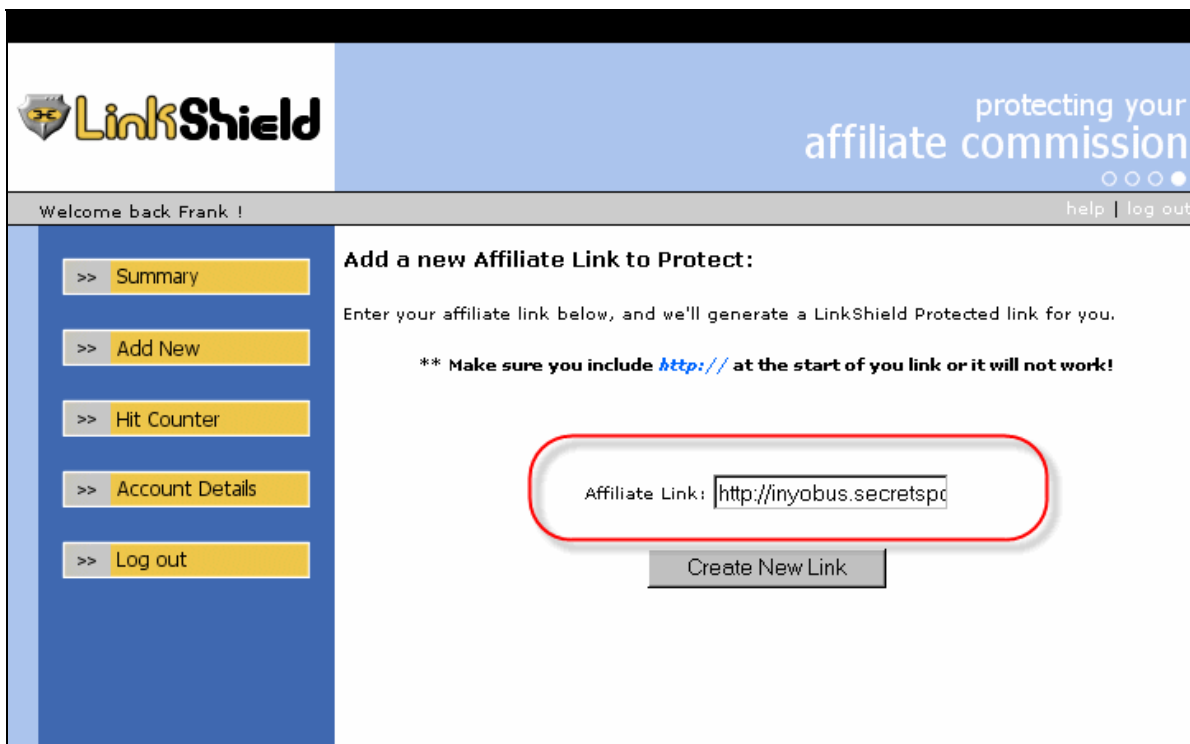 LinkShield
protecting your
affiliate commission
Welcome back Frank !
help | log out
>> Summary
>> Add New
>> Hit Counter
>> Account Details
>> Log out
Add a new Affiliate Link to Protect:
Enter your affiliate link below, and we'll generate a LinkShield Protected link for you.
** Make sure you include http:// at the start of you link or it will not work!
Affiliate Link: http://inyobus.secretspo
Create New Link